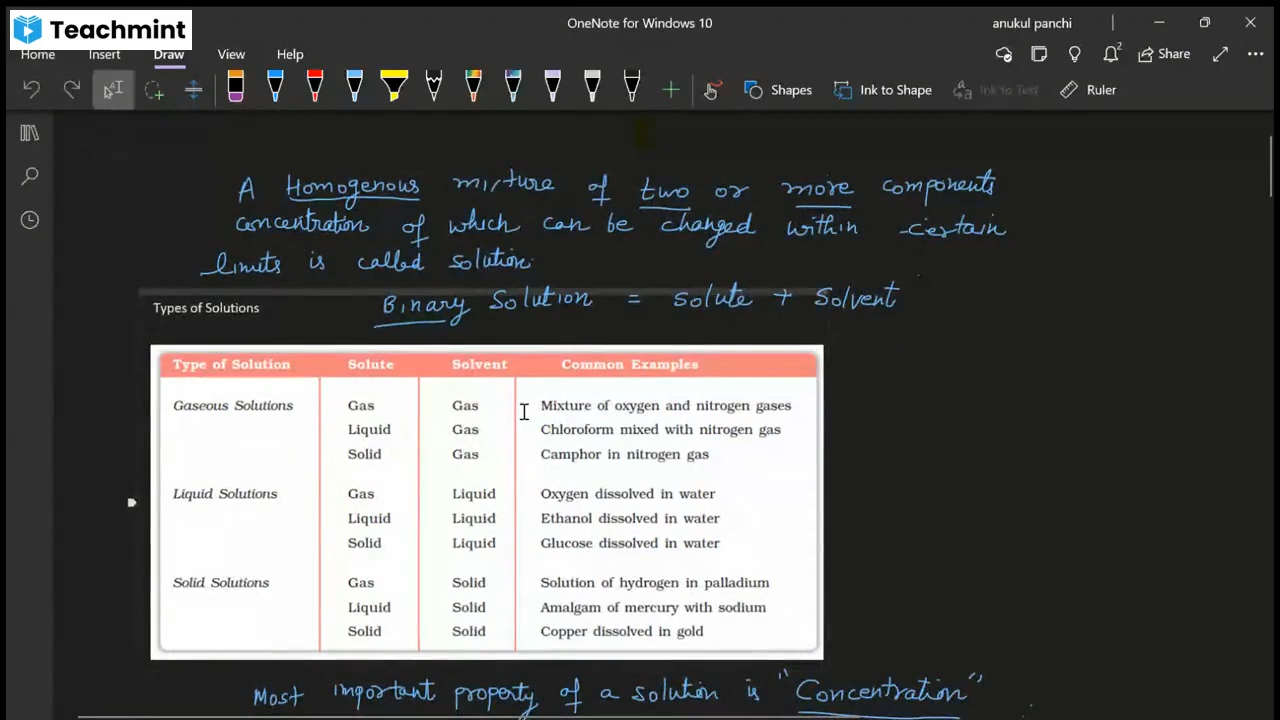 Teachmint
OneNote for Windows 10
anukul panchi
Home Insert Draw View Help
2 Share
Shapes Ink to Shape Ink to Text Ruler
A Homogenous mixture of two or more components
concentration of which can be changed within certain
limits is called solution.
Binary Solution = solute + solvent
Types of Solutions
Type of Solution Solute Solvent Common Examples
Gaseous Solutions Gas Gas Mixture of oxygen and nitrogen gases
Liquid Gas Chloroform mixed with nitrogen gas
Solid Gas Camphor in nitrogen gas
Liquid Solutions Gas Liquid Oxygen dissolved in water
Liquid Liquid Ethanol dissolved in water
Solid Liquid Glucose dissolved in water
Solid Solutions Gas Solid Solution of hydrogen in palladium
Liquid Solid Amalgam of mercury with sodium
Solid Solid Copper dissolved in gold
Most important property of a solution is "Concentration"